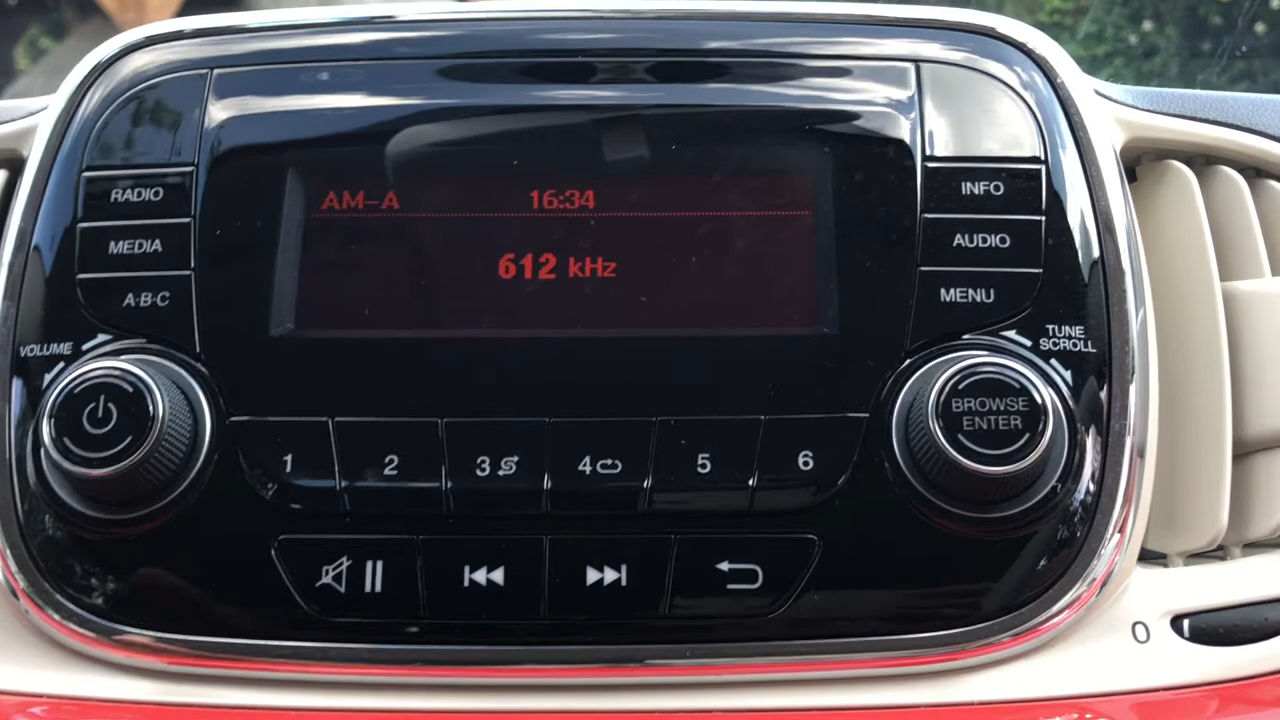 AM-A 16:34
612 kHz
RADIO
MEDIA
A·B·C
VOLUME
INFO
AUDIO
MENU
TUNE
SCROLL
BROWSE
ENTER
1 2 3 4 5 6
0